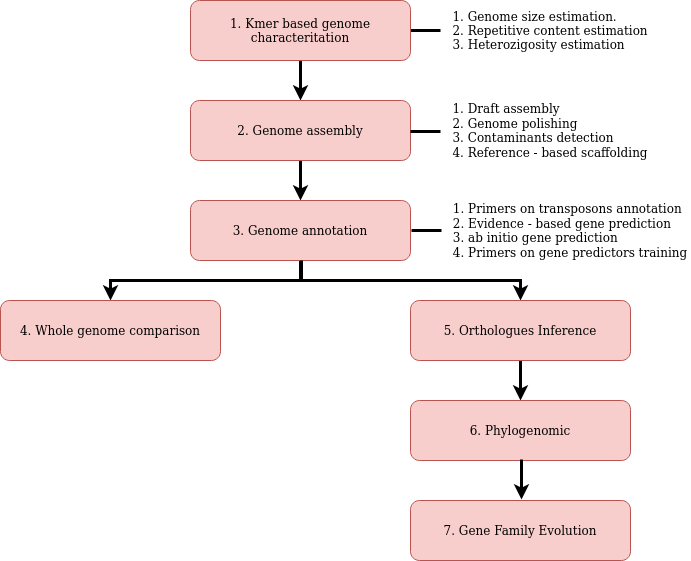 1. Kmer based genome
characteritation
1. Genome size estimation.
2. Repetitive content estimation
3. Heterozigosity estimation
2. Genome assembly
1. Draft assembly
2. Genome polishing
3. Contaminants detection
4. Reference - based scaffolding
3. Genome annotation
1. Primers on transposons annotation
2. Evidence - based gene prediction
3. ab initio gene prediction
4. Primers on gene predictors training
4. Whole genome comparison
5. Orthologues Inference
6. Phylogenomic
7. Gene Family Evolution